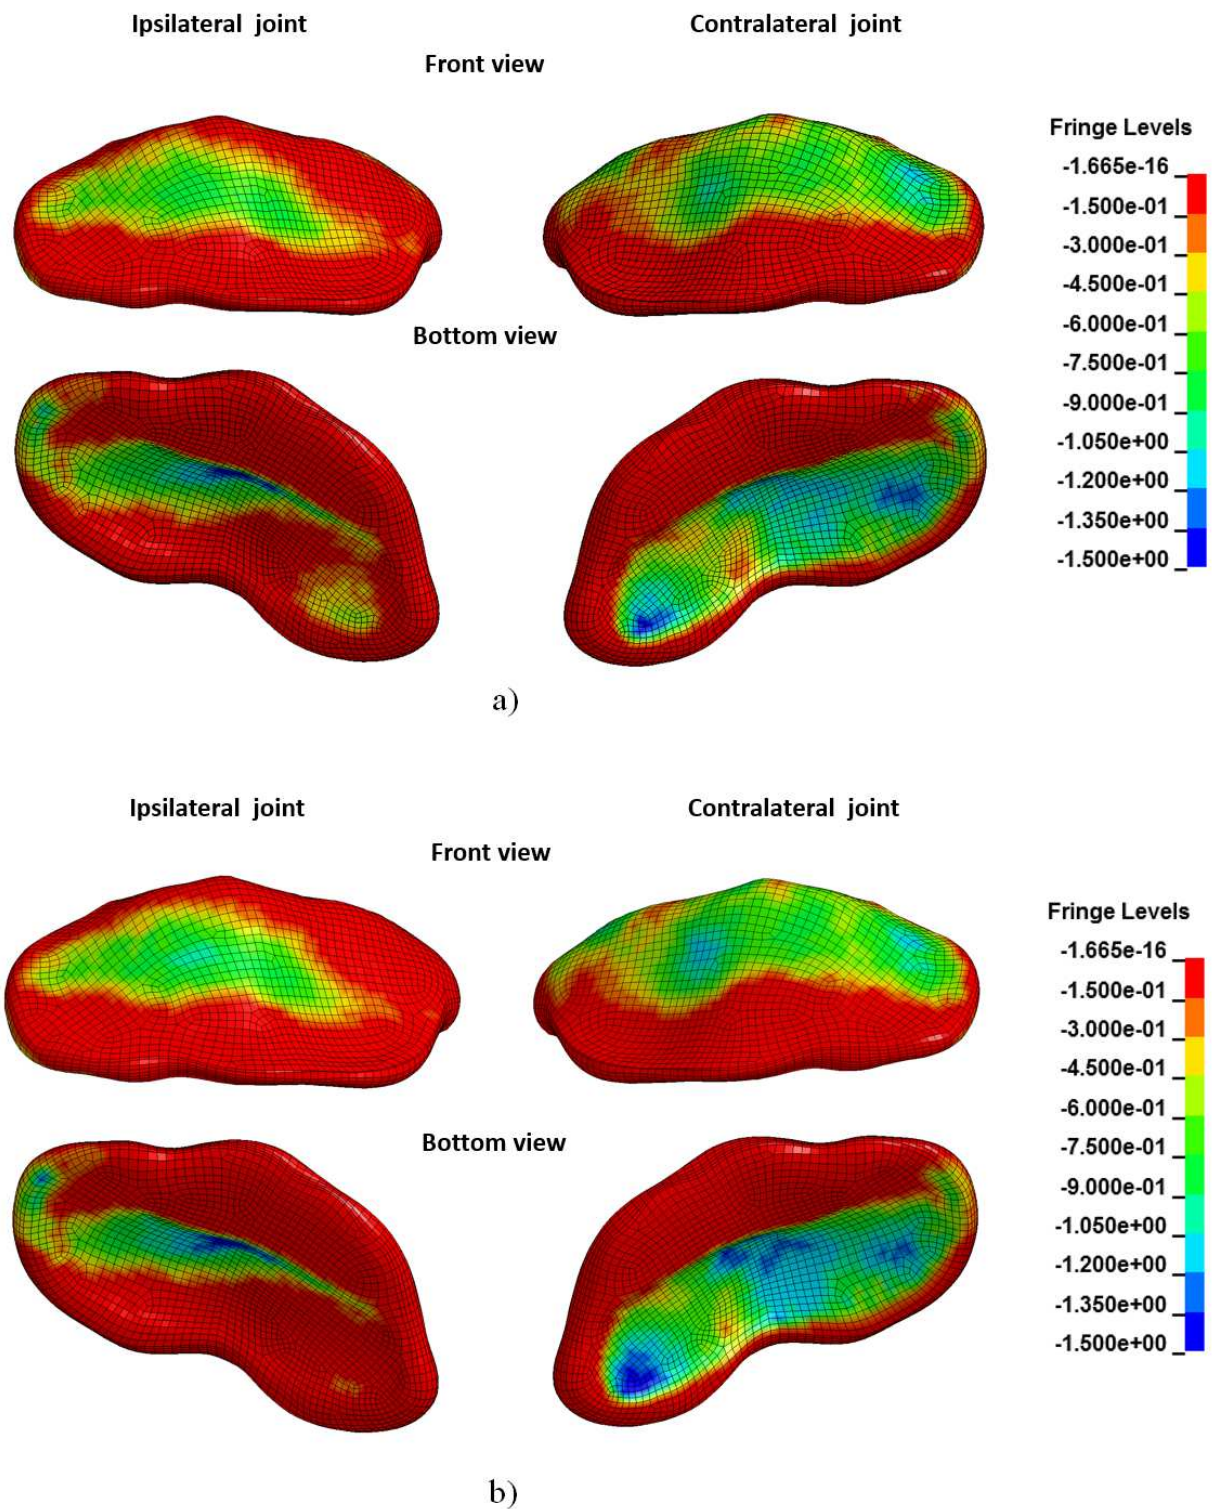 Ipsilateral  joint
Contralateral  joint
Front view
Fringe Levels
-1.665e-16
-1.500e-01
-3.000e-01
-4.500e-01
-6.000e-01
-7.500e-01
-9.000e-01
-1.050e+00
-1.200e+00
-1.350e+00
-1.500e+00
Bottom view
a)
Ipsilateral  joint
Contralateral  joint
Front view
Fringe Levels
-1.665e-16
-1.500e-01
-3.000e-01
-4.500e-01
-6.000e-01
-7.500e-01
-9.000e-01
-1.050e+00
-1.200e+00
-1.350e+00
-1.500e+00
Bottom view
b)